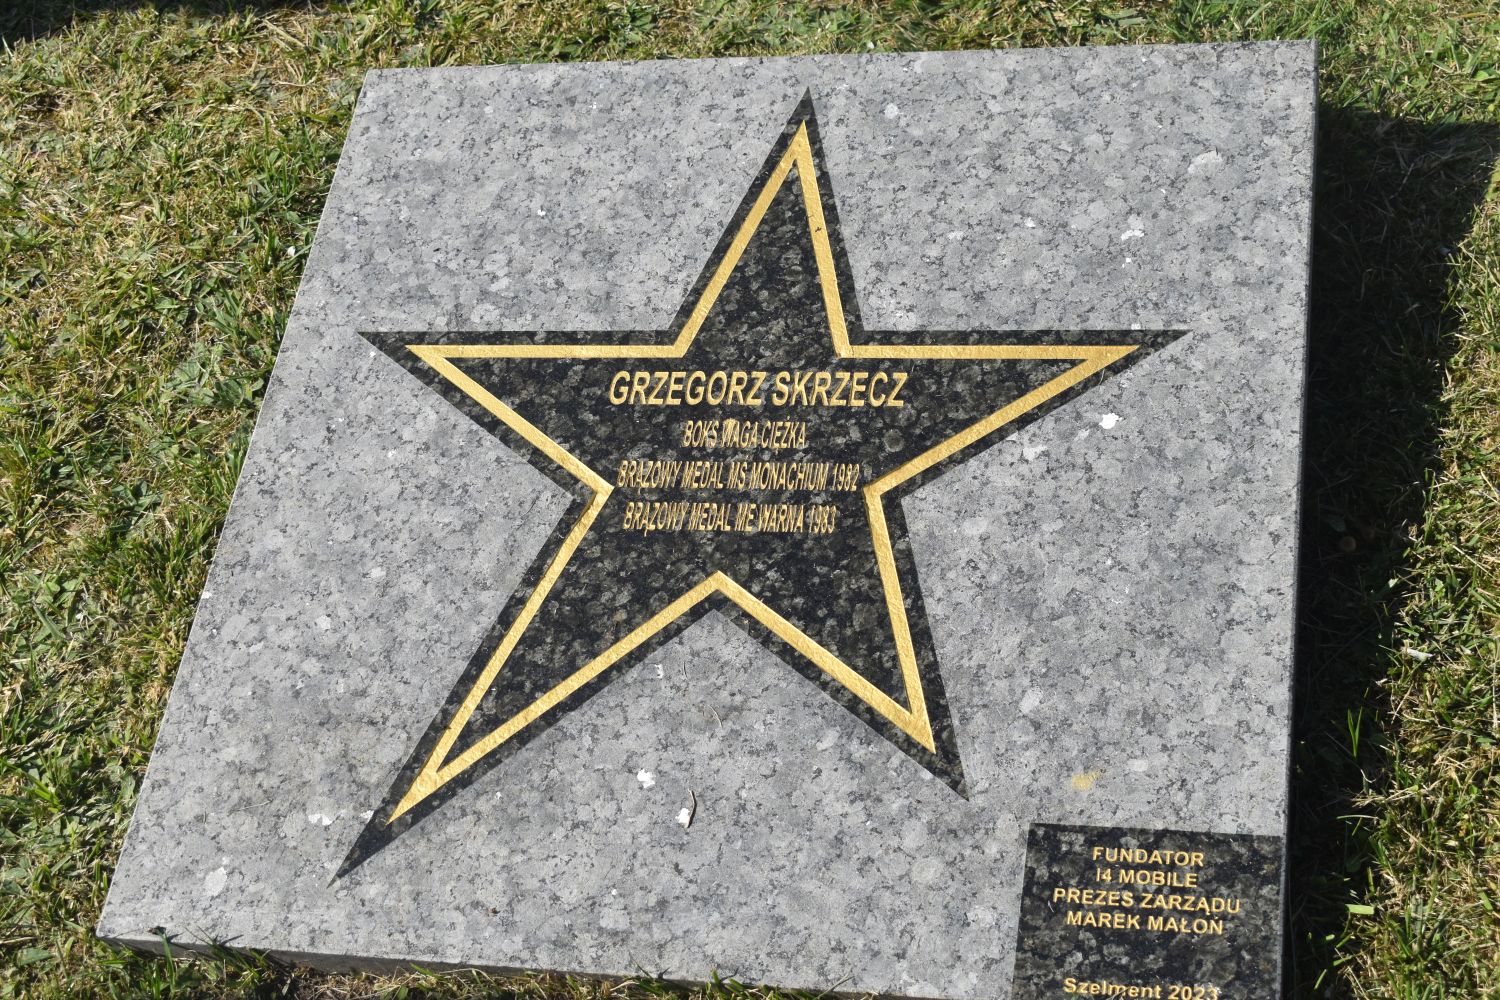 GRZEGORZ SKRZECZ
BOKS WAGA CIĘŻKA
BRĄZOWY MEDAL MŚ MONACHIUM 1982
BRĄZOWY MEDAL ME WARNA 1983
FUNDATOR
I4 MOBILE
PREZES ZARZĄDU
MAREK MAŁOŃ
Szelment 2023